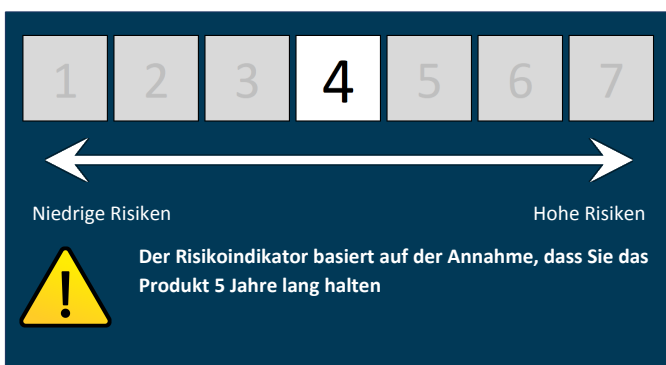 1 2 3 4 5 6 7
Niedrige Risiken Hohe Risiken
Der Risikoindikator basiert auf der Annahme, dass Sie das
Produkt 5 Jahre lang halten